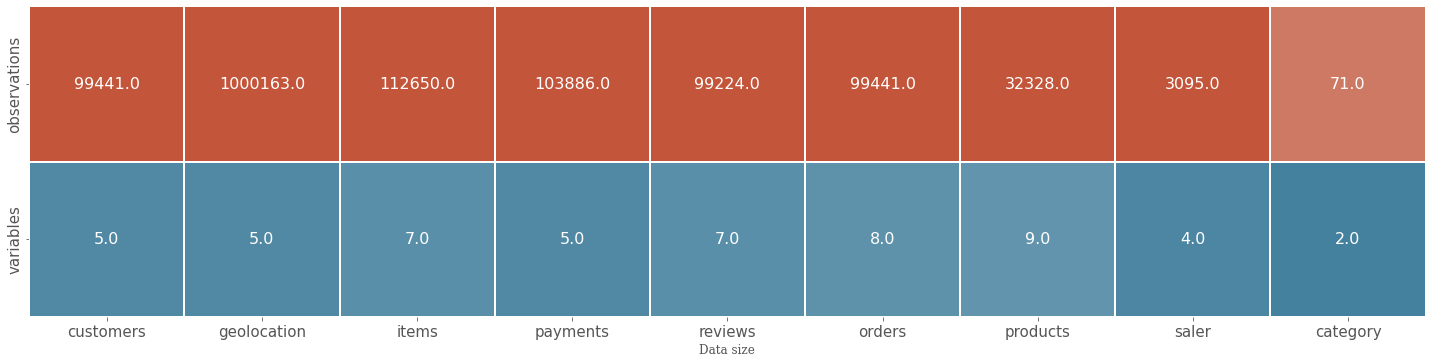 observations
99441.0 1000163.0 112650.0 103886.0 99224.0 99441.0 32328.0 3095.0 71.0
variables
5.0 5.0 7.0 5.0 7.0 8.0 9.0 4.0 2.0
customers geolocation items payments reviews orders products saler category
Data size